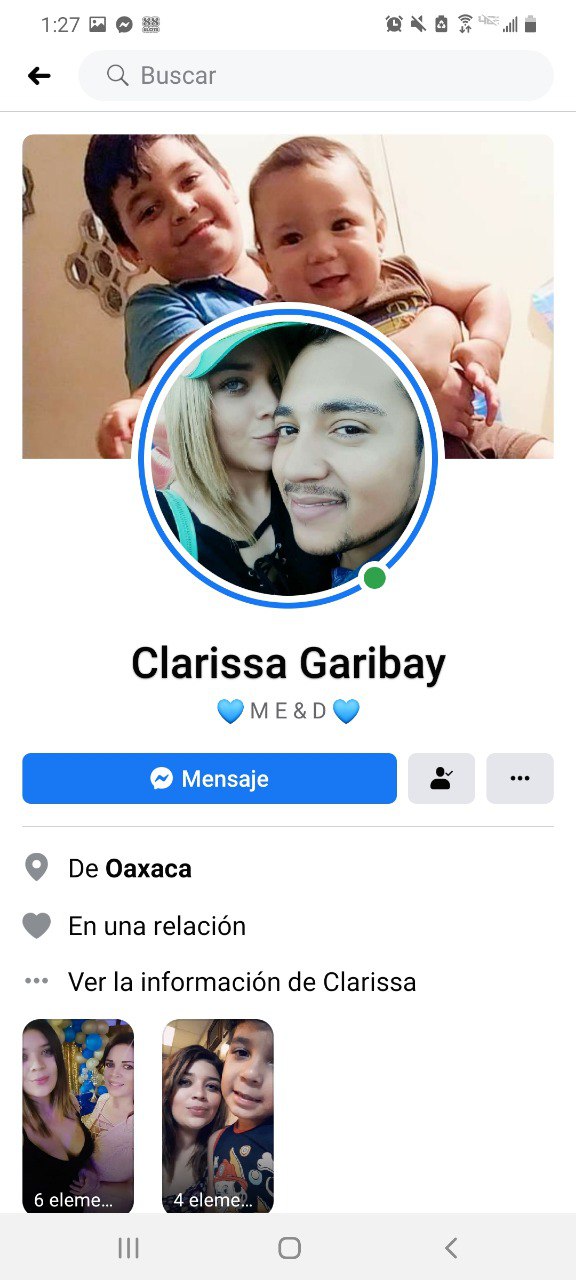 1:27
Buscar
Clarissa Garibay
💙 M E & D 💙
Mensaje
De Oaxaca
En una relación
Ver la información de Clarissa
6 eleme...
4 eleme...